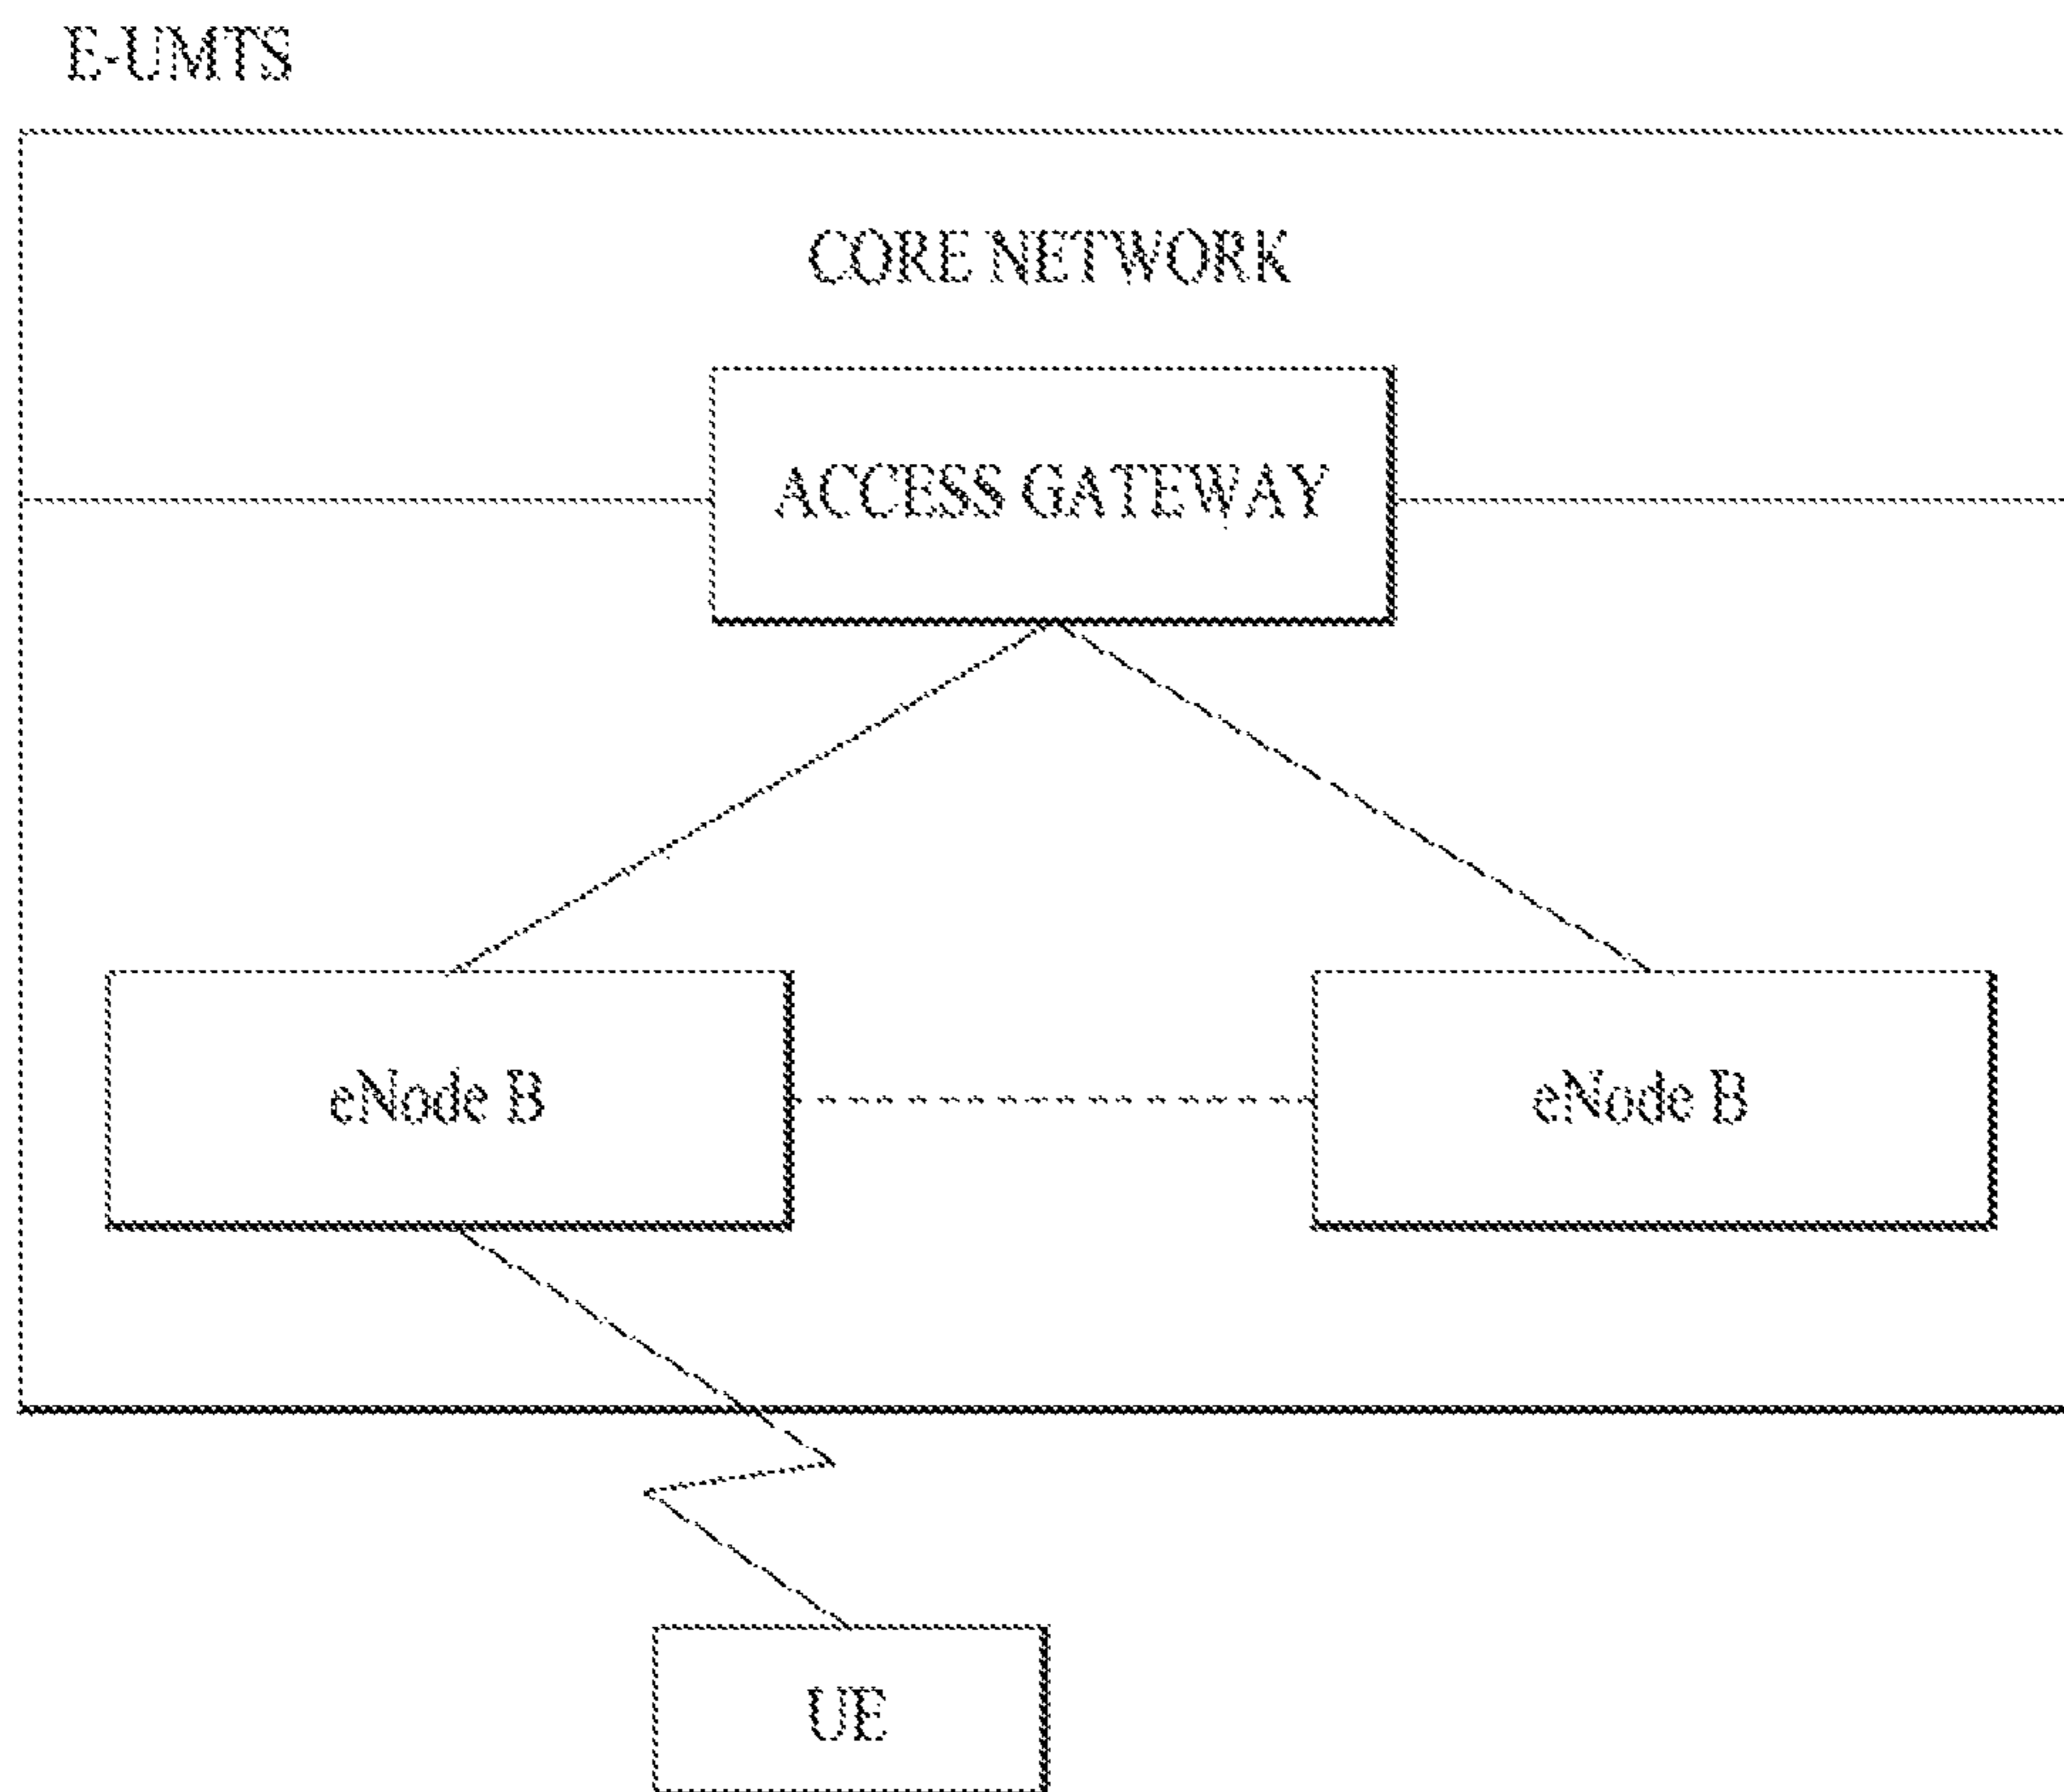 E-UMTS
CORE NETWORK
ACCESS GATEWAY
eNode B
eNode B
UE